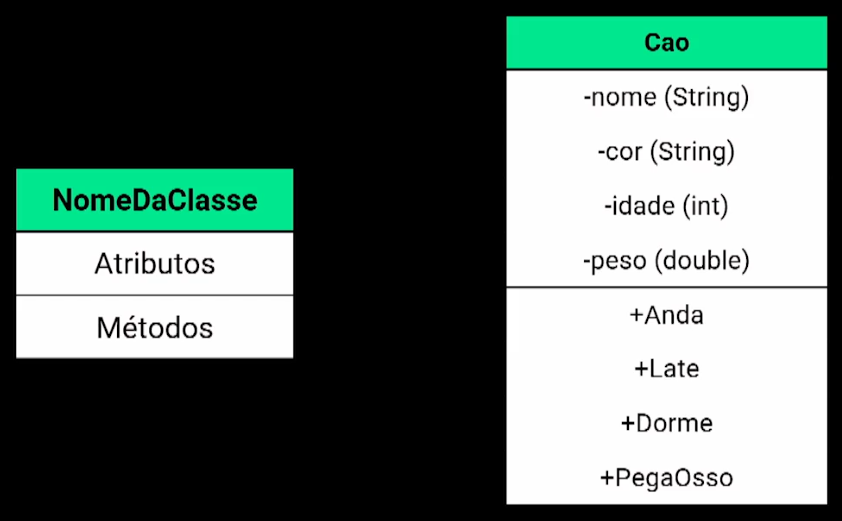 NomeDaClasse
Atributos
Métodos
Cao
-nome (String)
-cor (String)
-idade (int)
-peso (double)
+Anda
+Late
+Dorme
+PegaOsso